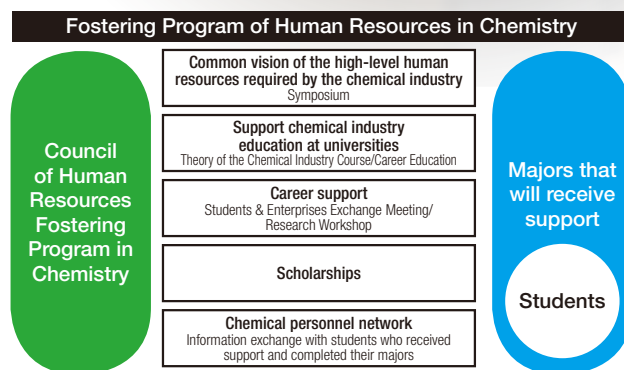 Fostering Program of Human Resources in Chemistry
Council
of Human
Resources
Fostering
Program in
Chemistry
Common vision of the high-level human
resources required by the chemical industry
Symposium
Support chemical industry
education at universities
Theory of the Chemical Industry Course/Career Education
Career support
Students & Enterprises Exchange Meeting/
Research Workshop
Scholarships
Chemical personnel network
Information exchange with students who received
support and completed their majors
Majors that
will receive
support
Students